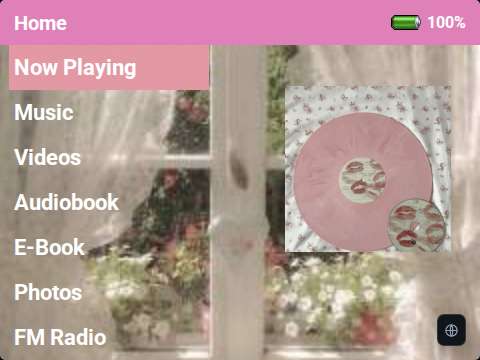 Home
100%
Now Playing
Music
Videos
Audiobook
E-Book
Photos
FM Radio